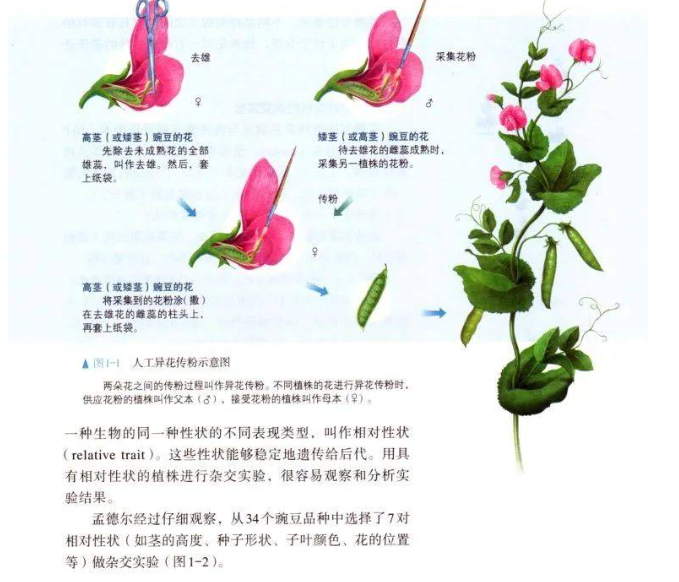 去雄
采集花粉
♀
♂
高茎（或矮茎）豌豆的花
先除去未成熟花的全部
雄蕊，叫作去雄。然后，套
上纸袋。
矮茎（或高茎）豌豆的花
待去雄花的雌蕊成熟时，
采集另一植株的花粉。
传粉
♀
高茎（或矮茎）豌豆的花
将采集到的花粉涂（撒）
在去雄花的雌蕊的柱头上，
再套上纸袋。
▲图1-1 人工异花传粉示意图
两朵花之间的传粉过程叫作异花传粉。不同植株的花进行异花传粉时，
供应花粉的植株叫作父本（♂），接受花粉的植株叫作母本（♀）。
一种生物的同一种性状的不同表现类型，叫作相对性状
（relative trait）。这些性状能够稳定地遗传给后代。用具
有相对性状的植株进行杂交实验，很容易观察和分析实
验结果。
孟德尔经过仔细观察，从34个豌豆品种中选择了7对
相对性状（如茎的高度、种子形状、子叶颜色、花的位置
等）做杂交实验（图1-2）。